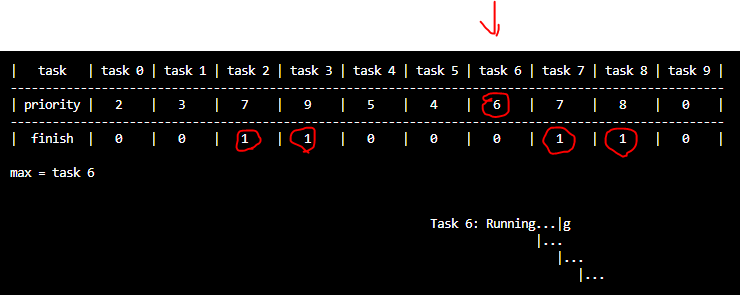 | task | task 0 | task 1 | task 2 | task 3 | task 4 | task 5 | task 6 | task 7 | task 8 | task 9 |
---
| priority | 2 | 3 | 7 | 9 | 5 | 4 | 6 | 7 | 8 | 0 |
---
| finish | 0 | 0 | 1 | 1 | 0 | 0 | 0 | 1 | 1 | 0 |
max = task 6
Task 6: Running...|g
|...
|...
|...